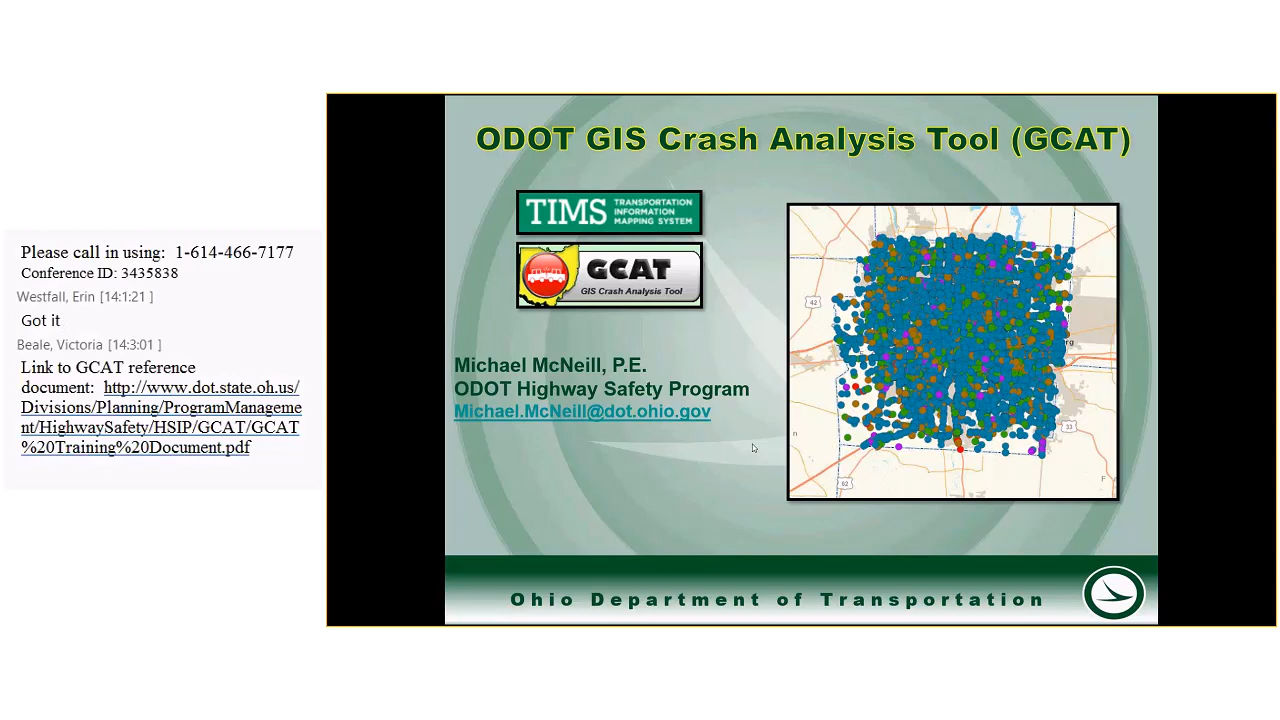 Please call in using: 1-614-466-7177
Conference ID: 3435838
Westfall, Erin [14:1:21 ]
Got it
Beale, Victoria [14:3:01 ]
Link to GCAT reference
document: http://www.dot.state.oh.us/
Divisions/Planning/ProgramManageme
nt/HighwaySafety/HSIP/GCAT/GCAT
%20Training%20Document.pdf
ODOT GIS Crash Analysis Tool (GCAT)
TIMS TRANSPORTATION
INFORMATION
MAPPING SYSTEM
GCAT
GIS Crash Analysis Tool
Michael McNeill, P.E.
ODOT Highway Safety Program
Michael.McNeill@dot.ohio.gov
42
rg
33
n
62
F
Ohio Department of Transportation